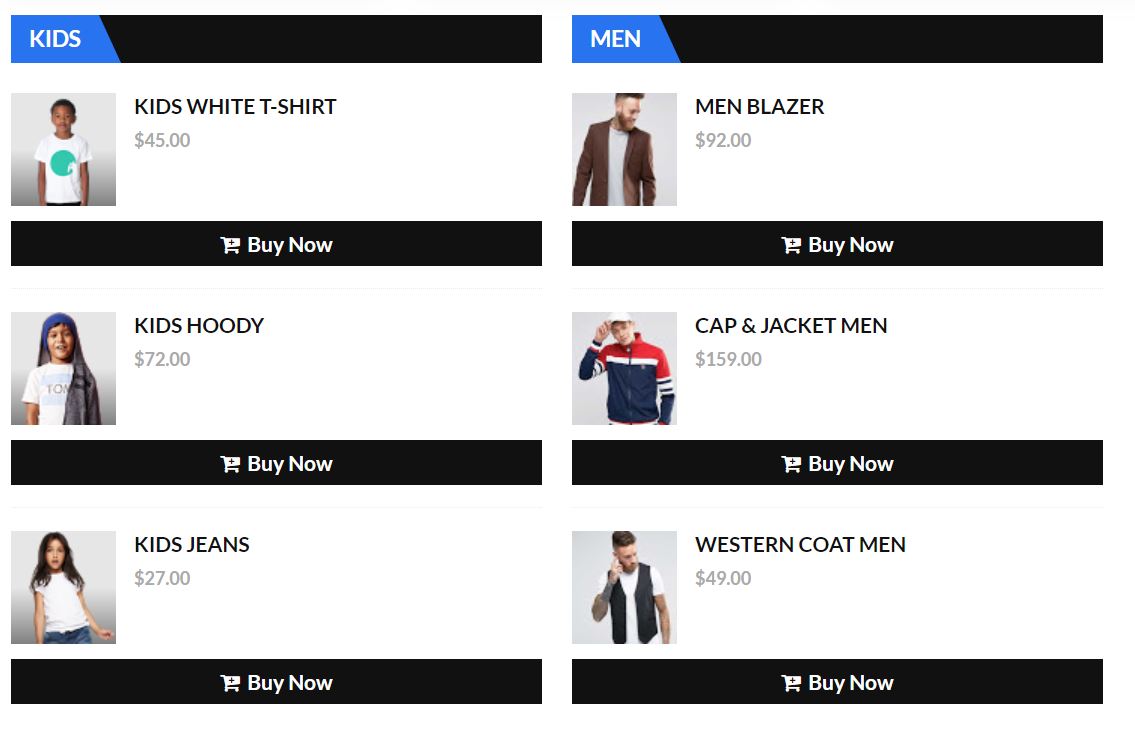 KIDS
KIDS WHITE T-SHIRT
$45.00
Buy Now
KIDS HOODY
$72.00
TOM
Buy Now
KIDS JEANS
$27.00
Buy Now
MEN
MEN BLAZER
$92.00
Buy Now
CAP & JACKET MEN
$159.00
Buy Now
WESTERN COAT MEN
$49.00
Buy Now